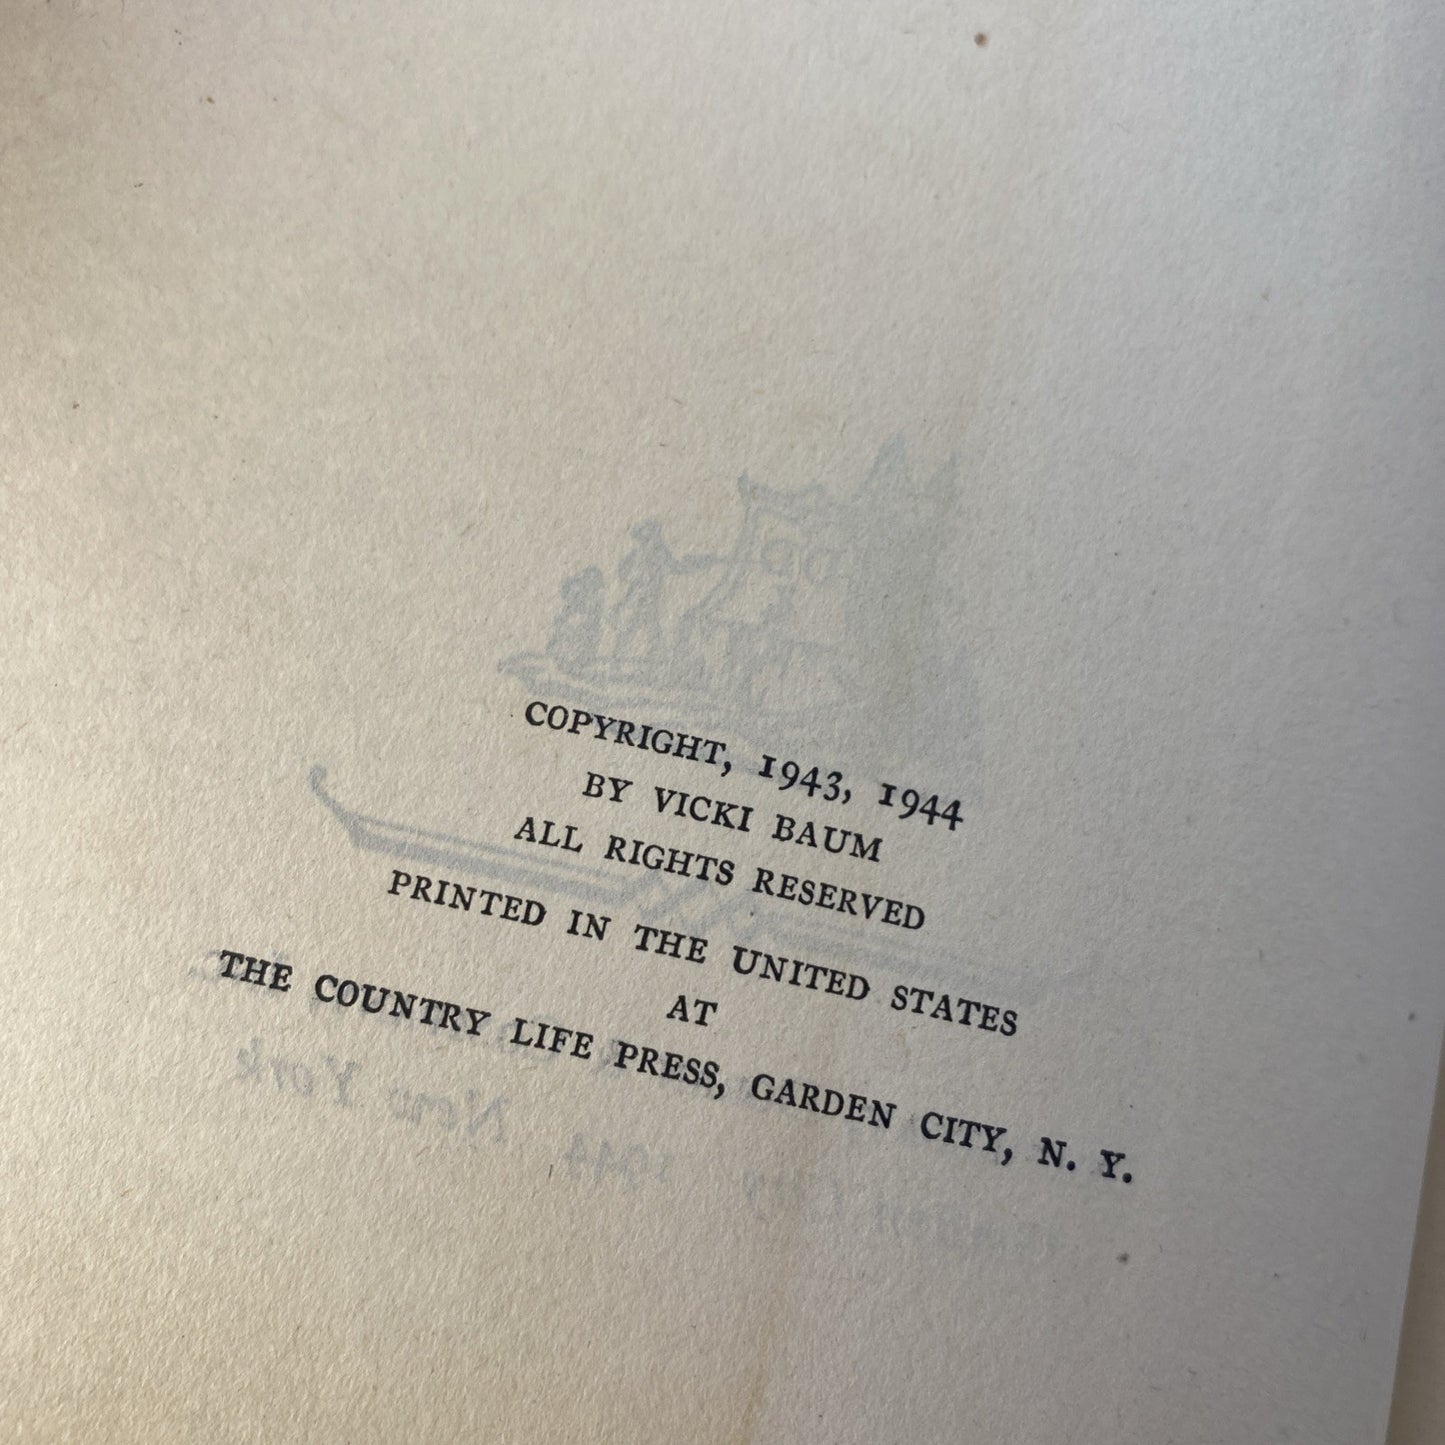 COPYRIGHT, 1943, 1944
BY VICKI BAUM
ALL RIGHTS RESERVED
PRINTED IN THE UNITED STATES
AT
THE COUNTRY LIFE PRESS, GARDEN CITY, N. Y.
1944 New York